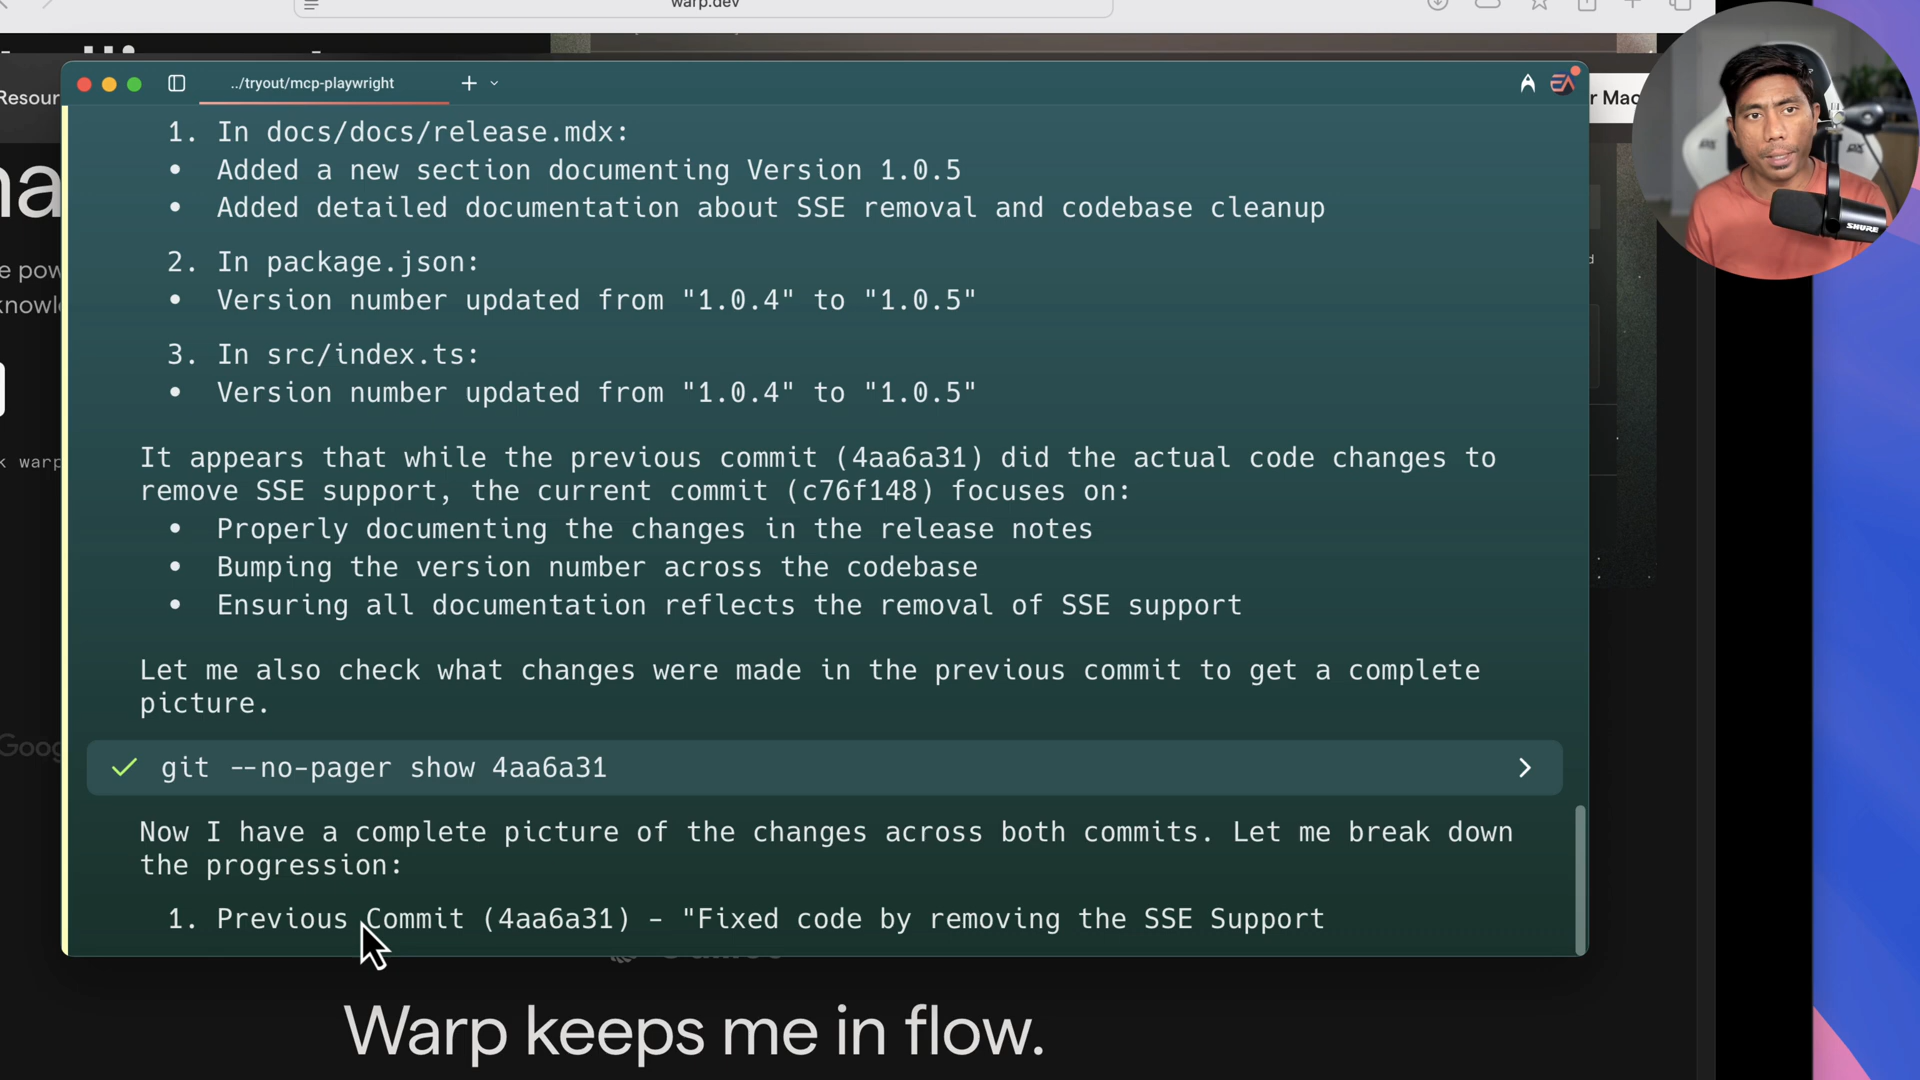 warp.dev
Resour
../tryout/mcp-playwright
r Mac
1. In docs/docs/release.mdx:
• Added a new section documenting Version 1.0.5
• Added detailed documentation about SSE removal and codebase cleanup
2. In package.json:
• Version number updated from "1.0.4" to "1.0.5"
3. In src/index.ts:
• Version number updated from "1.0.4" to "1.0.5"
It appears that while the previous commit (4aa6a31) did the actual code changes to
remove SSE support, the current commit (c76f148) focuses on:
• Properly documenting the changes in the release notes
• Bumping the version number across the codebase
• Ensuring all documentation reflects the removal of SSE support
Let me also check what changes were made in the previous commit to get a complete
picture.
git --no-pager show 4aa6a31
Now I have a complete picture of the changes across both commits. Let me break down
the progression:
1. Previous Commit (4aa6a31) - "Fixed code by removing the SSE Support
na
e pow
knowl
k warp
Goog
SHURE
Warp keeps me in flow.